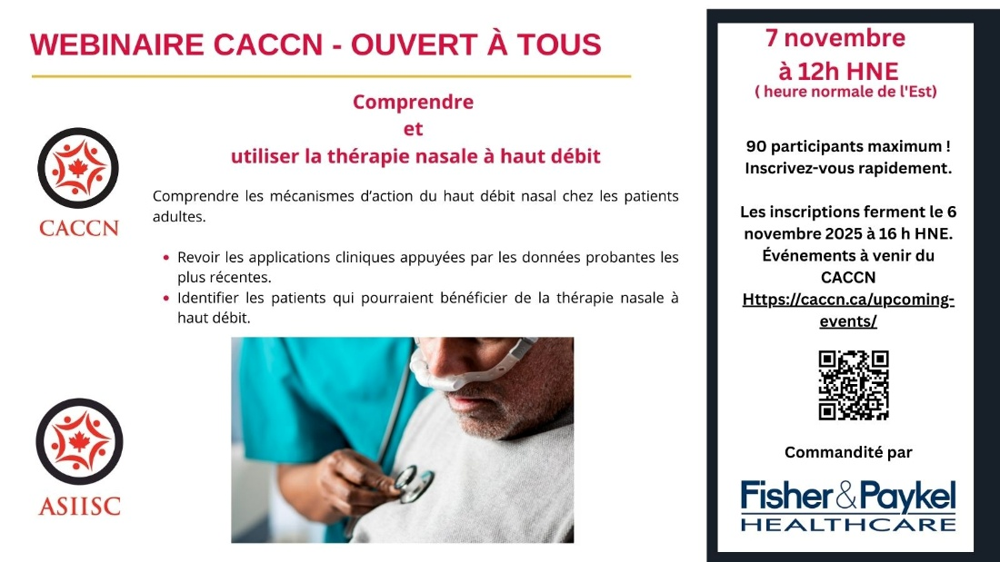 WEBINAIRE CACCN - OUVERT À TOUS
Comprendre
et
utiliser la thérapie nasale à haut débit
CACCN
Comprendre les mécanismes d’action du haut débit nasal chez les patients
adultes.
Revoir les applications cliniques appuyées par les données probantes les
plus récentes.
Identifier les patients qui pourraient bénéficier de la thérapie nasale à
haut débit.
ASIISC
7 novembre
à 12h HNE
( heure normale de l'Est)
90 participants maximum !
Inscrivez-vous rapidement.
Les inscriptions ferment le 6
novembre 2025 à 16 h HNE.
Événements à venir du
CACCN
Https://caccn.ca/upcoming-
events/
Commandité par
Fisher&Paykel
HEALTHCARE